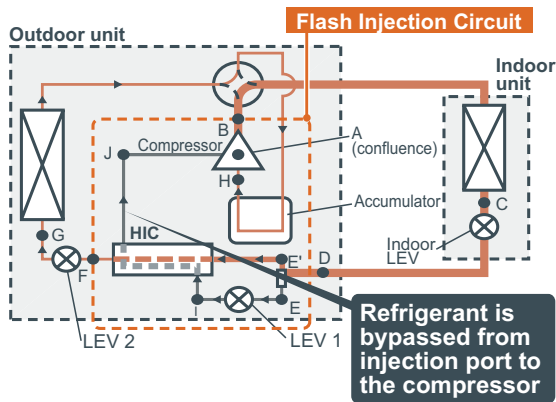 Flash Injection Circuit
Outdoor unit
Indoor
unit
B
Compressor
A
(confluence)
J
H
Accumulator
C
Indoor
LEV
G
HIC
F
E'
D
I
E
LEV 2
LEV 1
Refrigerant is
bypassed from
injection port to
the compressor